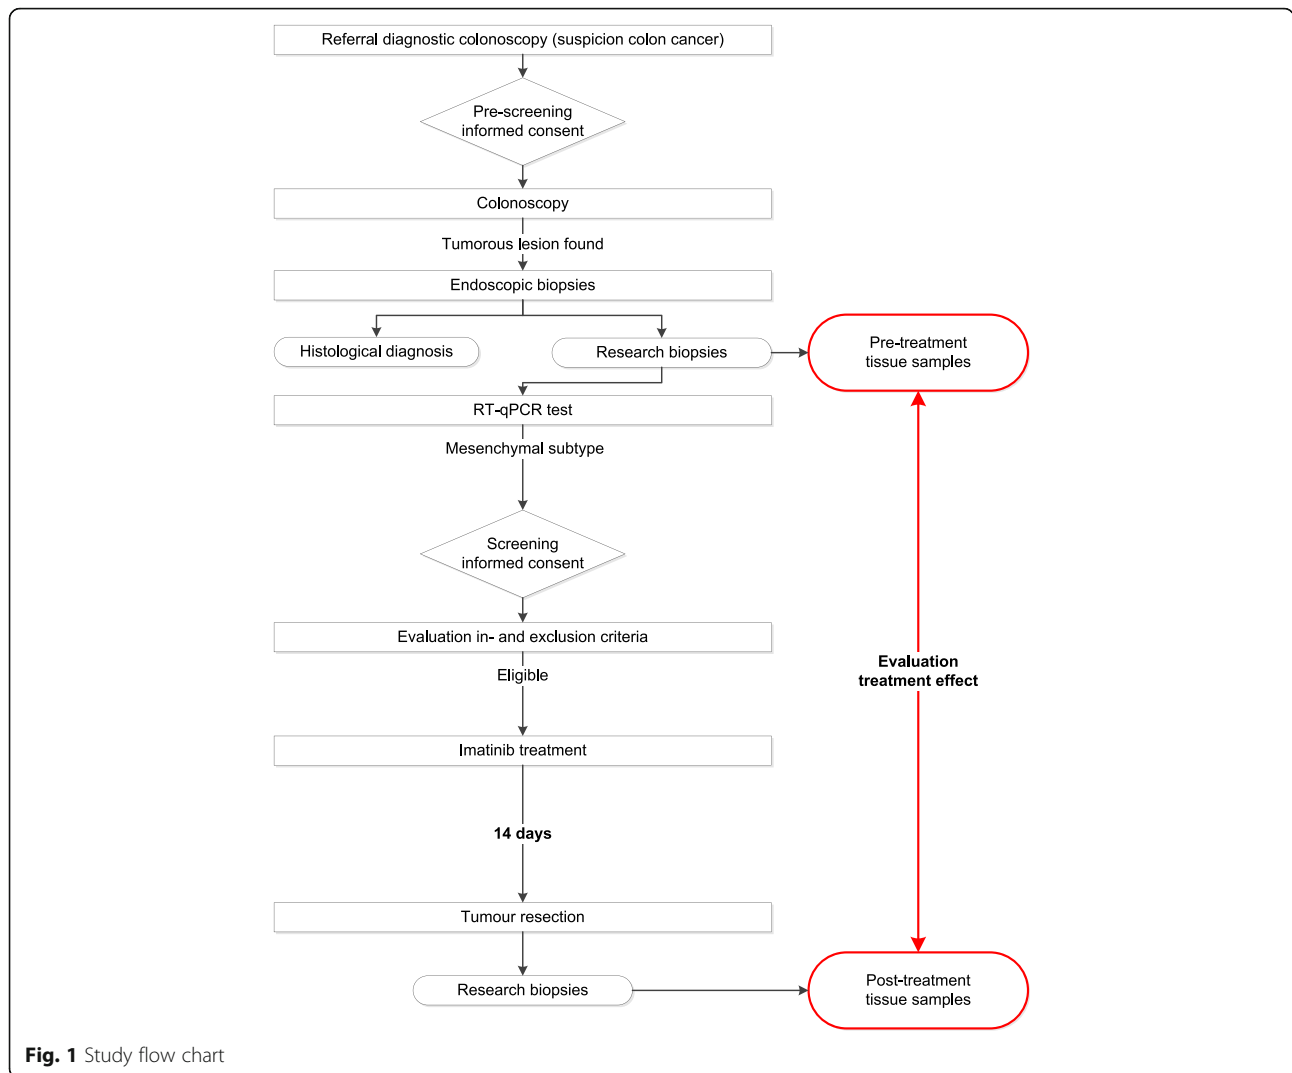 Referral diagnostic colonoscopy (suspicion colon cancer)
Pre-screening
informed consent
Colonoscopy
Tumorous lesion found
Endoscopic biopsies
Histological diagnosis
Research biopsies
Pre-treatment
tissue samples
RT-qPCR test
Mesenchymal subtype
Screening
informed consent
Evaluation in- and exclusion criteria
Eligible
Evaluation
treatment effect
Imatinib treatment
14 days
Tumour resection
Research biopsies
Post-treatment
tissue samples
Fig. 1 Study flow chart